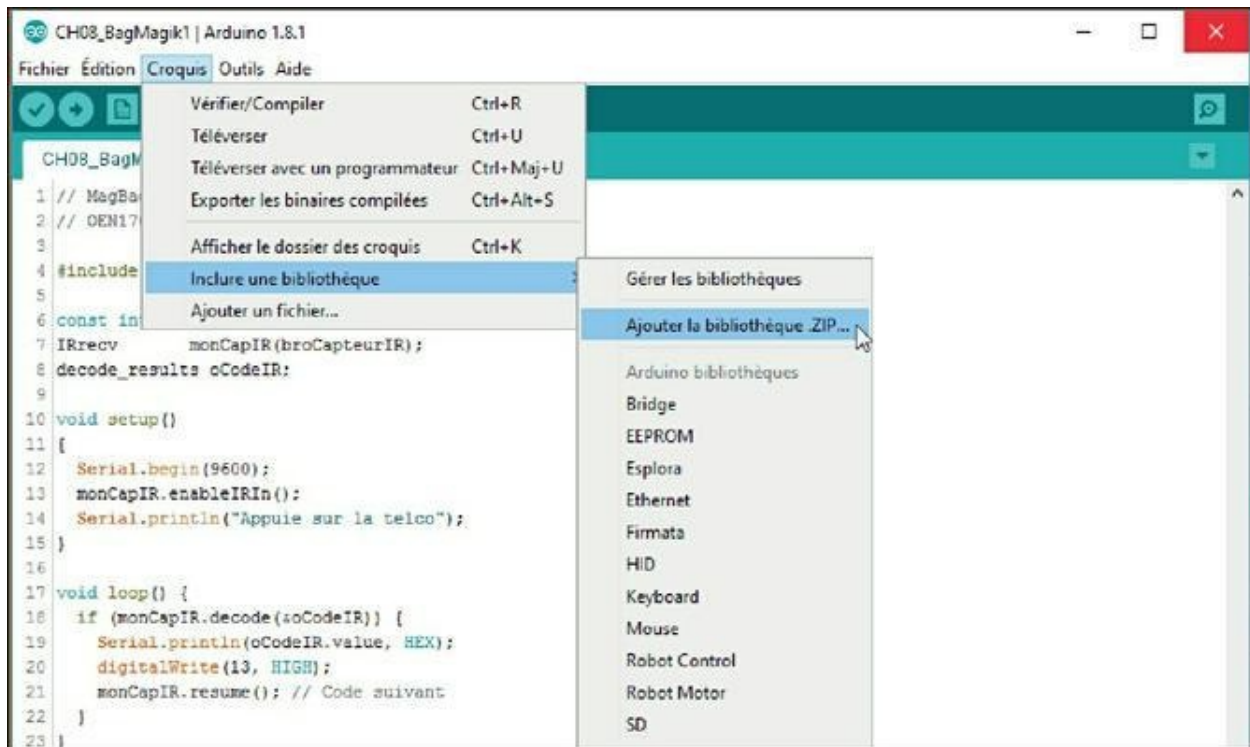 CH08_BagMagik1 | Arduino 1.8.1
Fichier Édition Croquis Outils Aide
Vérifier/Compiler Ctrl+R
Téléverser Ctrl+U
Téléverser avec un programmateur Ctrl+Maj+U
Exporter les binaires compilées Ctrl+Alt+S
Afficher le dossier des croquis Ctrl+K
Inclure une bibliothèque
Ajouter un fichier...
Gérer les bibliothèques
Ajouter la bibliothèque .ZIP...
Arduino bibliothèques
Bridge
EEPROM
Esplora
Ethernet
Firmata
HID
Keyboard
Mouse
Robot Control
Robot Motor
SD
CH08_BagM
1 // MagBa
2 // OEN17
3
4 #include
5
6 const in
7 IRrecv monCapIR(broCapteurIR);
8 decode_results oCodeIR;
9
10 void setup()
11 {
12 Serial.begin(9600);
13 monCapIR.enableIRIn();
14 Serial.println("Appuie sur la telco");
15 }
16
17 void loop() {
18 if (monCapIR.decode(&oCodeIR)) {
19 Serial.println(oCodeIR.value, HEX);
20 digitalWrite(13, HIGH);
21 monCapIR.resume(); // Code suivant
22 }
23 }